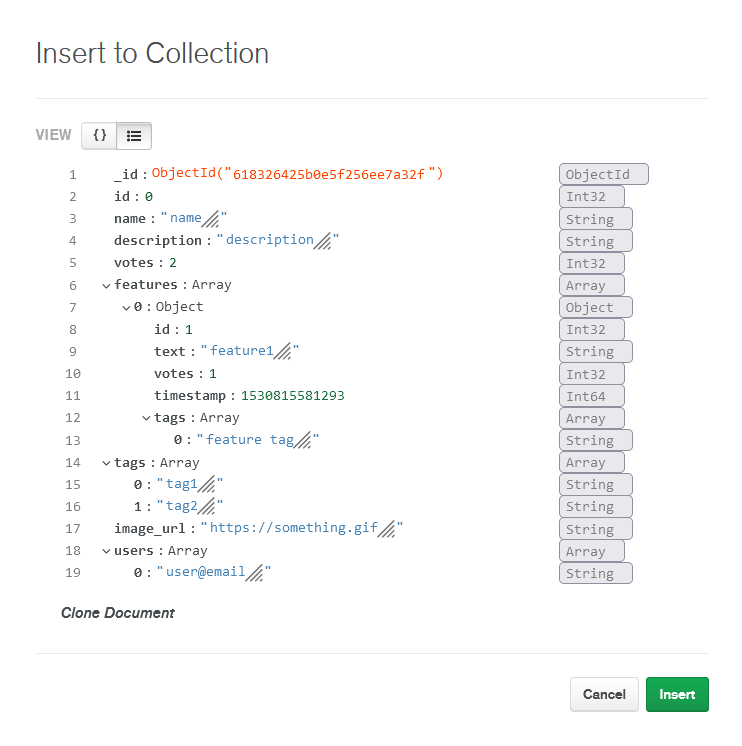 Insert to Collection
VIEW {}
1 _id : ObjectId("618326425b0e5f256ee7a32f ") ObjectId
2 id : 0 Int32
3 name : "name" String
4 description : "description" String
5 votes : 2 Int32
6 features : Array Array
7 0 : Object Object
8 id : 1 Int32
9 text : "feature1" String
10 votes : 1 Int32
11 timestamp : 1530815581293 Int64
12 tags : Array Array
13 0 : "feature tag" String
14 tags : Array Array
15 0 : "tag1" String
16 1 : "tag2" String
17 image_url : "https://something.gif" String
18 users : Array Array
19 0 : "user@email" String
Clone Document
Cancel Insert